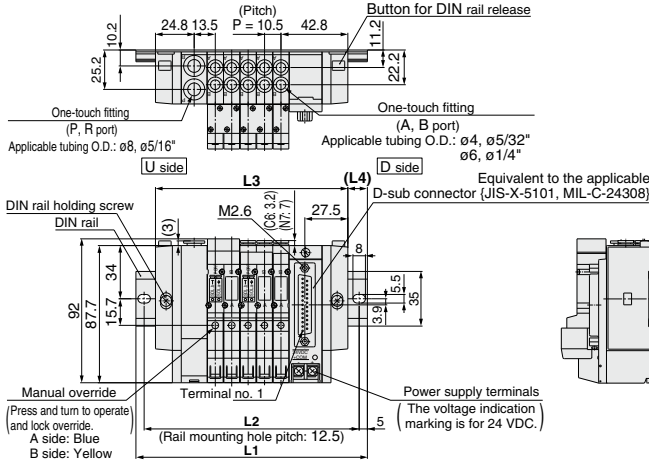 (Pitch)
24.8 13.5 P = 10.5 42.8
Button for DIN rail release
10.2
25.2
11.2
22.2
One-touch fitting
(P, R port)
Applicable tubing O.D.: ø8, ø5/16"
One-touch fitting
(A, B port)
Applicable tubing O.D.: ø4, ø5/32"
ø6, ø1/4"
U side
D side
L3
(L4)
Equivalent to the applicable
D-sub connector {JIS-X-5101, MIL-C-24308}
DIN rail holding screw
DIN rail
(3)
M2.6
(C6: 3.2)
(N7: 7)
27.5
8
5.5
3.9
35
92
87.7
34
15.7
Manual override
(Press and turn to operate)
and lock override.
A side: Blue
B side: Yellow
Terminal no. 1
Power supply terminals
(The voltage indication
marking is for 24 VDC.)
L2
(Rail mounting hole pitch: 12.5)
5
L1